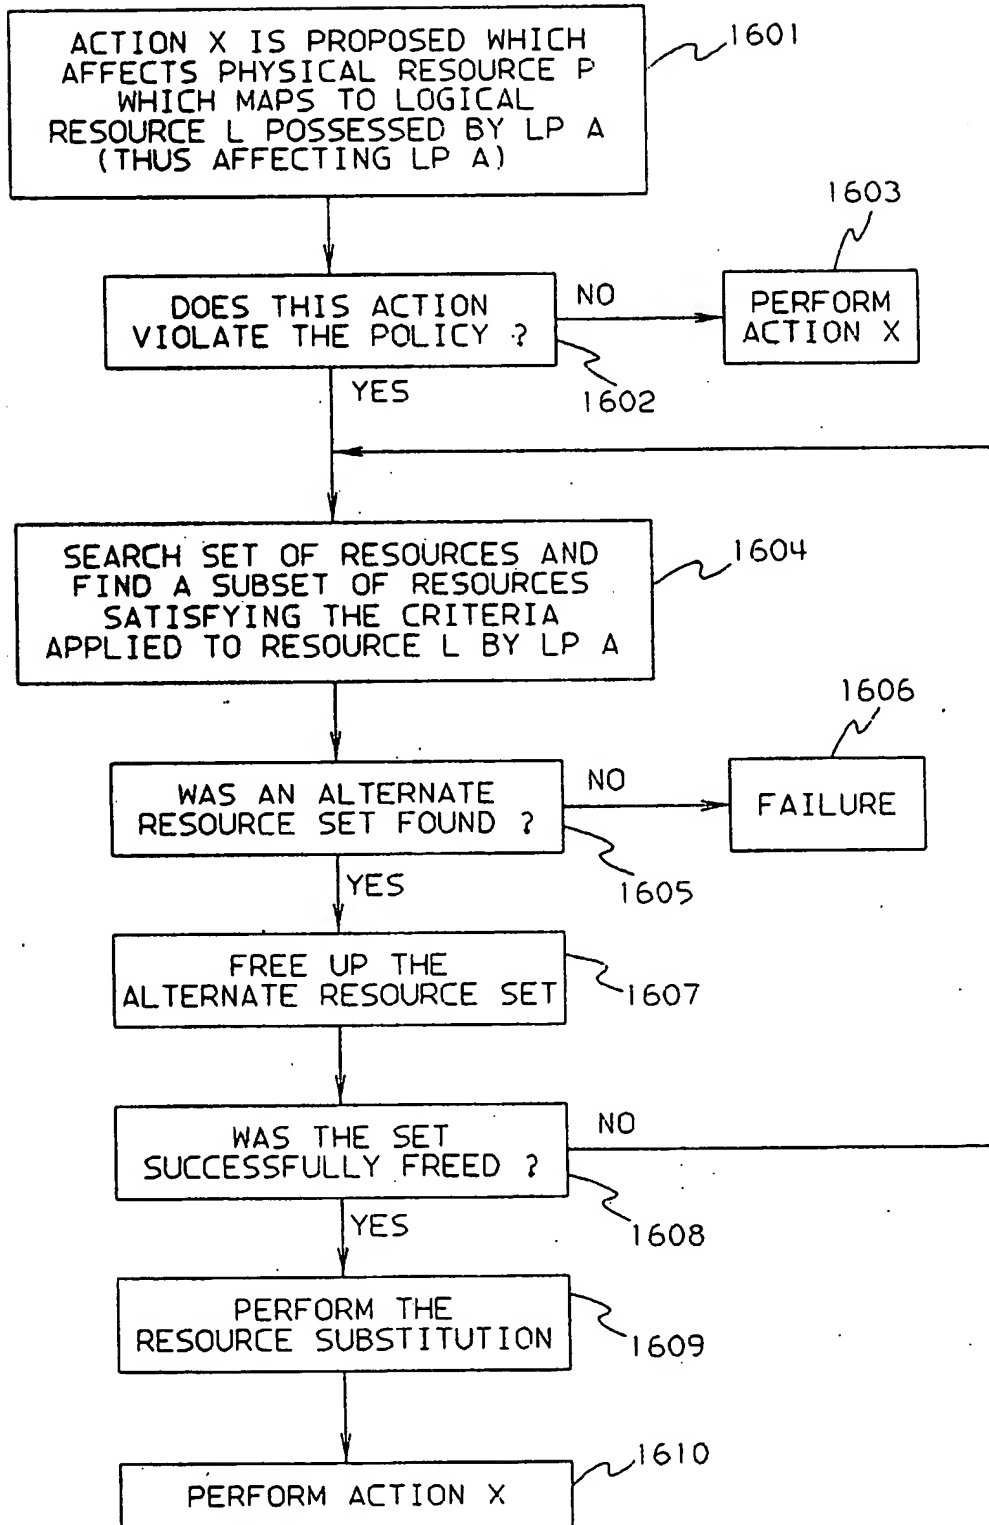 ACTION X IS PROPOSED WHICH
AFFECTS PHYSICAL RESOURCE P
WHICH MAPS TO LOGICAL
RESOURCE L POSSESSED BY LP A
(THUS AFFECTING LP A)
1601
1603
DOES THIS ACTION
VIOLATE THE POLICY ?
NO
PERFORM
ACTION X
YES
1602
SEARCH SET OF RESOURCES AND
FIND A SUBSET OF RESOURCES
SATISFYING THE CRITERIA
APPLIED TO RESOURCE L BY LP A
1604
1606
WAS AN ALTERNATE
RESOURCE SET FOUND ?
NO
FAILURE
YES
1605
FREE UP THE
ALTERNATE RESOURCE SET
1607
WAS THE SET
SUCCESSFULLY FREED ?
NO
YES
1608
PERFORM THE
RESOURCE SUBSTITUTION
1609
1610
PERFORM ACTION X